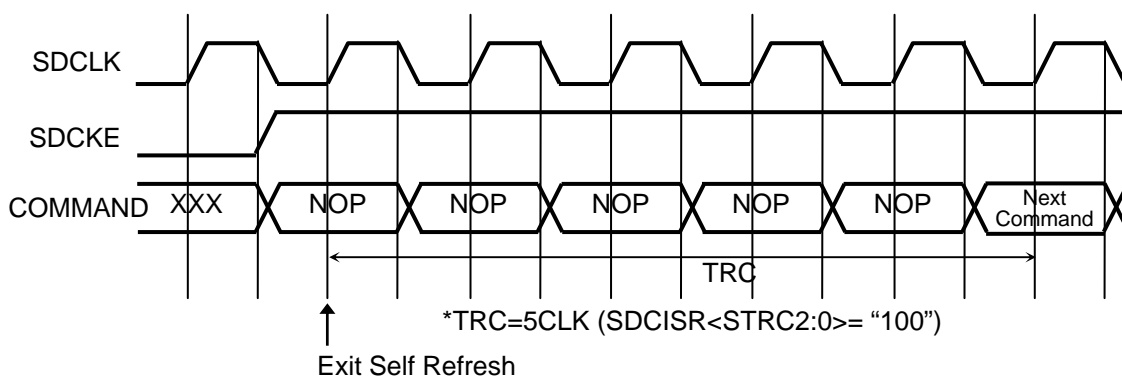 SDCLK
SDCKE
COMMAND XXX NOP NOP NOP NOP NOP Next Command
TRC
*TRC=5CLK (SDCISR<STRC2:0>= “100”)
Exit Self Refresh